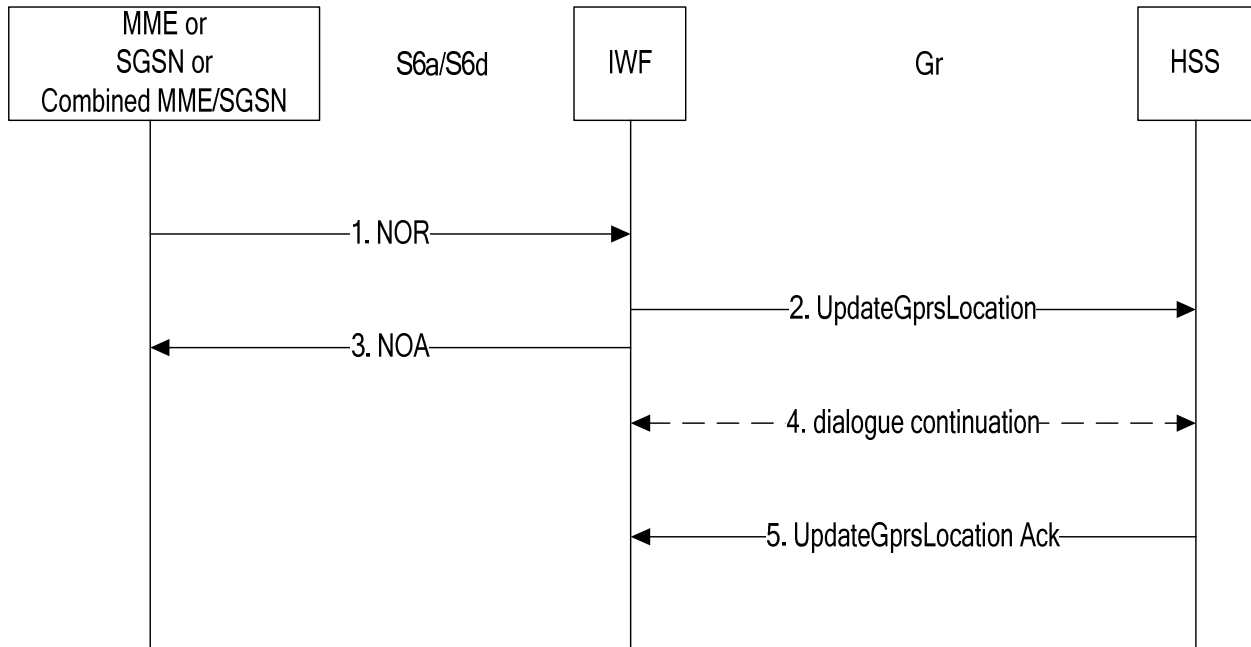 MME or
SGSN or
Combined MME/SGSN
S6a/S6d
IWF
Gr
HSS
1. NOR
2. UpdateGprsLocation
3. NOA
4. dialogue continuation
5. UpdateGprsLocation Ack